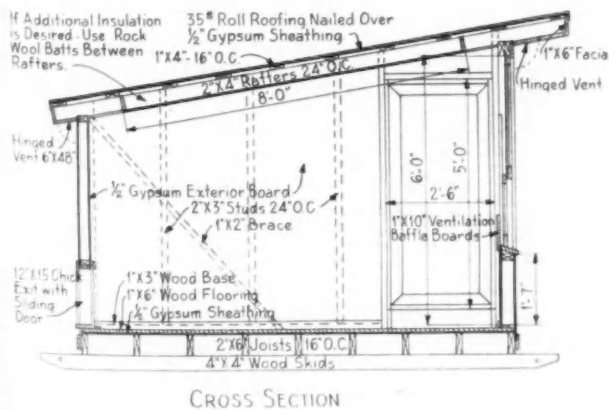 If Additional Insulation
is Desired - Use Rock
Wool Batts Between
Rafters.
35# Roll Roofing Nailed Over
½" Gypsum Sheathing
1"X4"- 16" O.C.
2"X4" Rafters 24" O.C.
8'-0"
1"X6" Facia
Hinged Vent
Hinged
Vent 6"X48"
½" Gypsum Exterior Board
2"X3" Studs 24" O.C
1"X2" Brace
6'-0"
5'-0"
2'-6"
1"X10" Ventilation
Baffle Boards
12"X15" Chick
Exit with
Sliding
Door
1"X3" Wood Base
1"X6" Wood Flooring
½" Gypsum Sheathing
1'-7"
2"X6" Joists 16" O.C.
4"X4" Wood Skids
CROSS SECTION